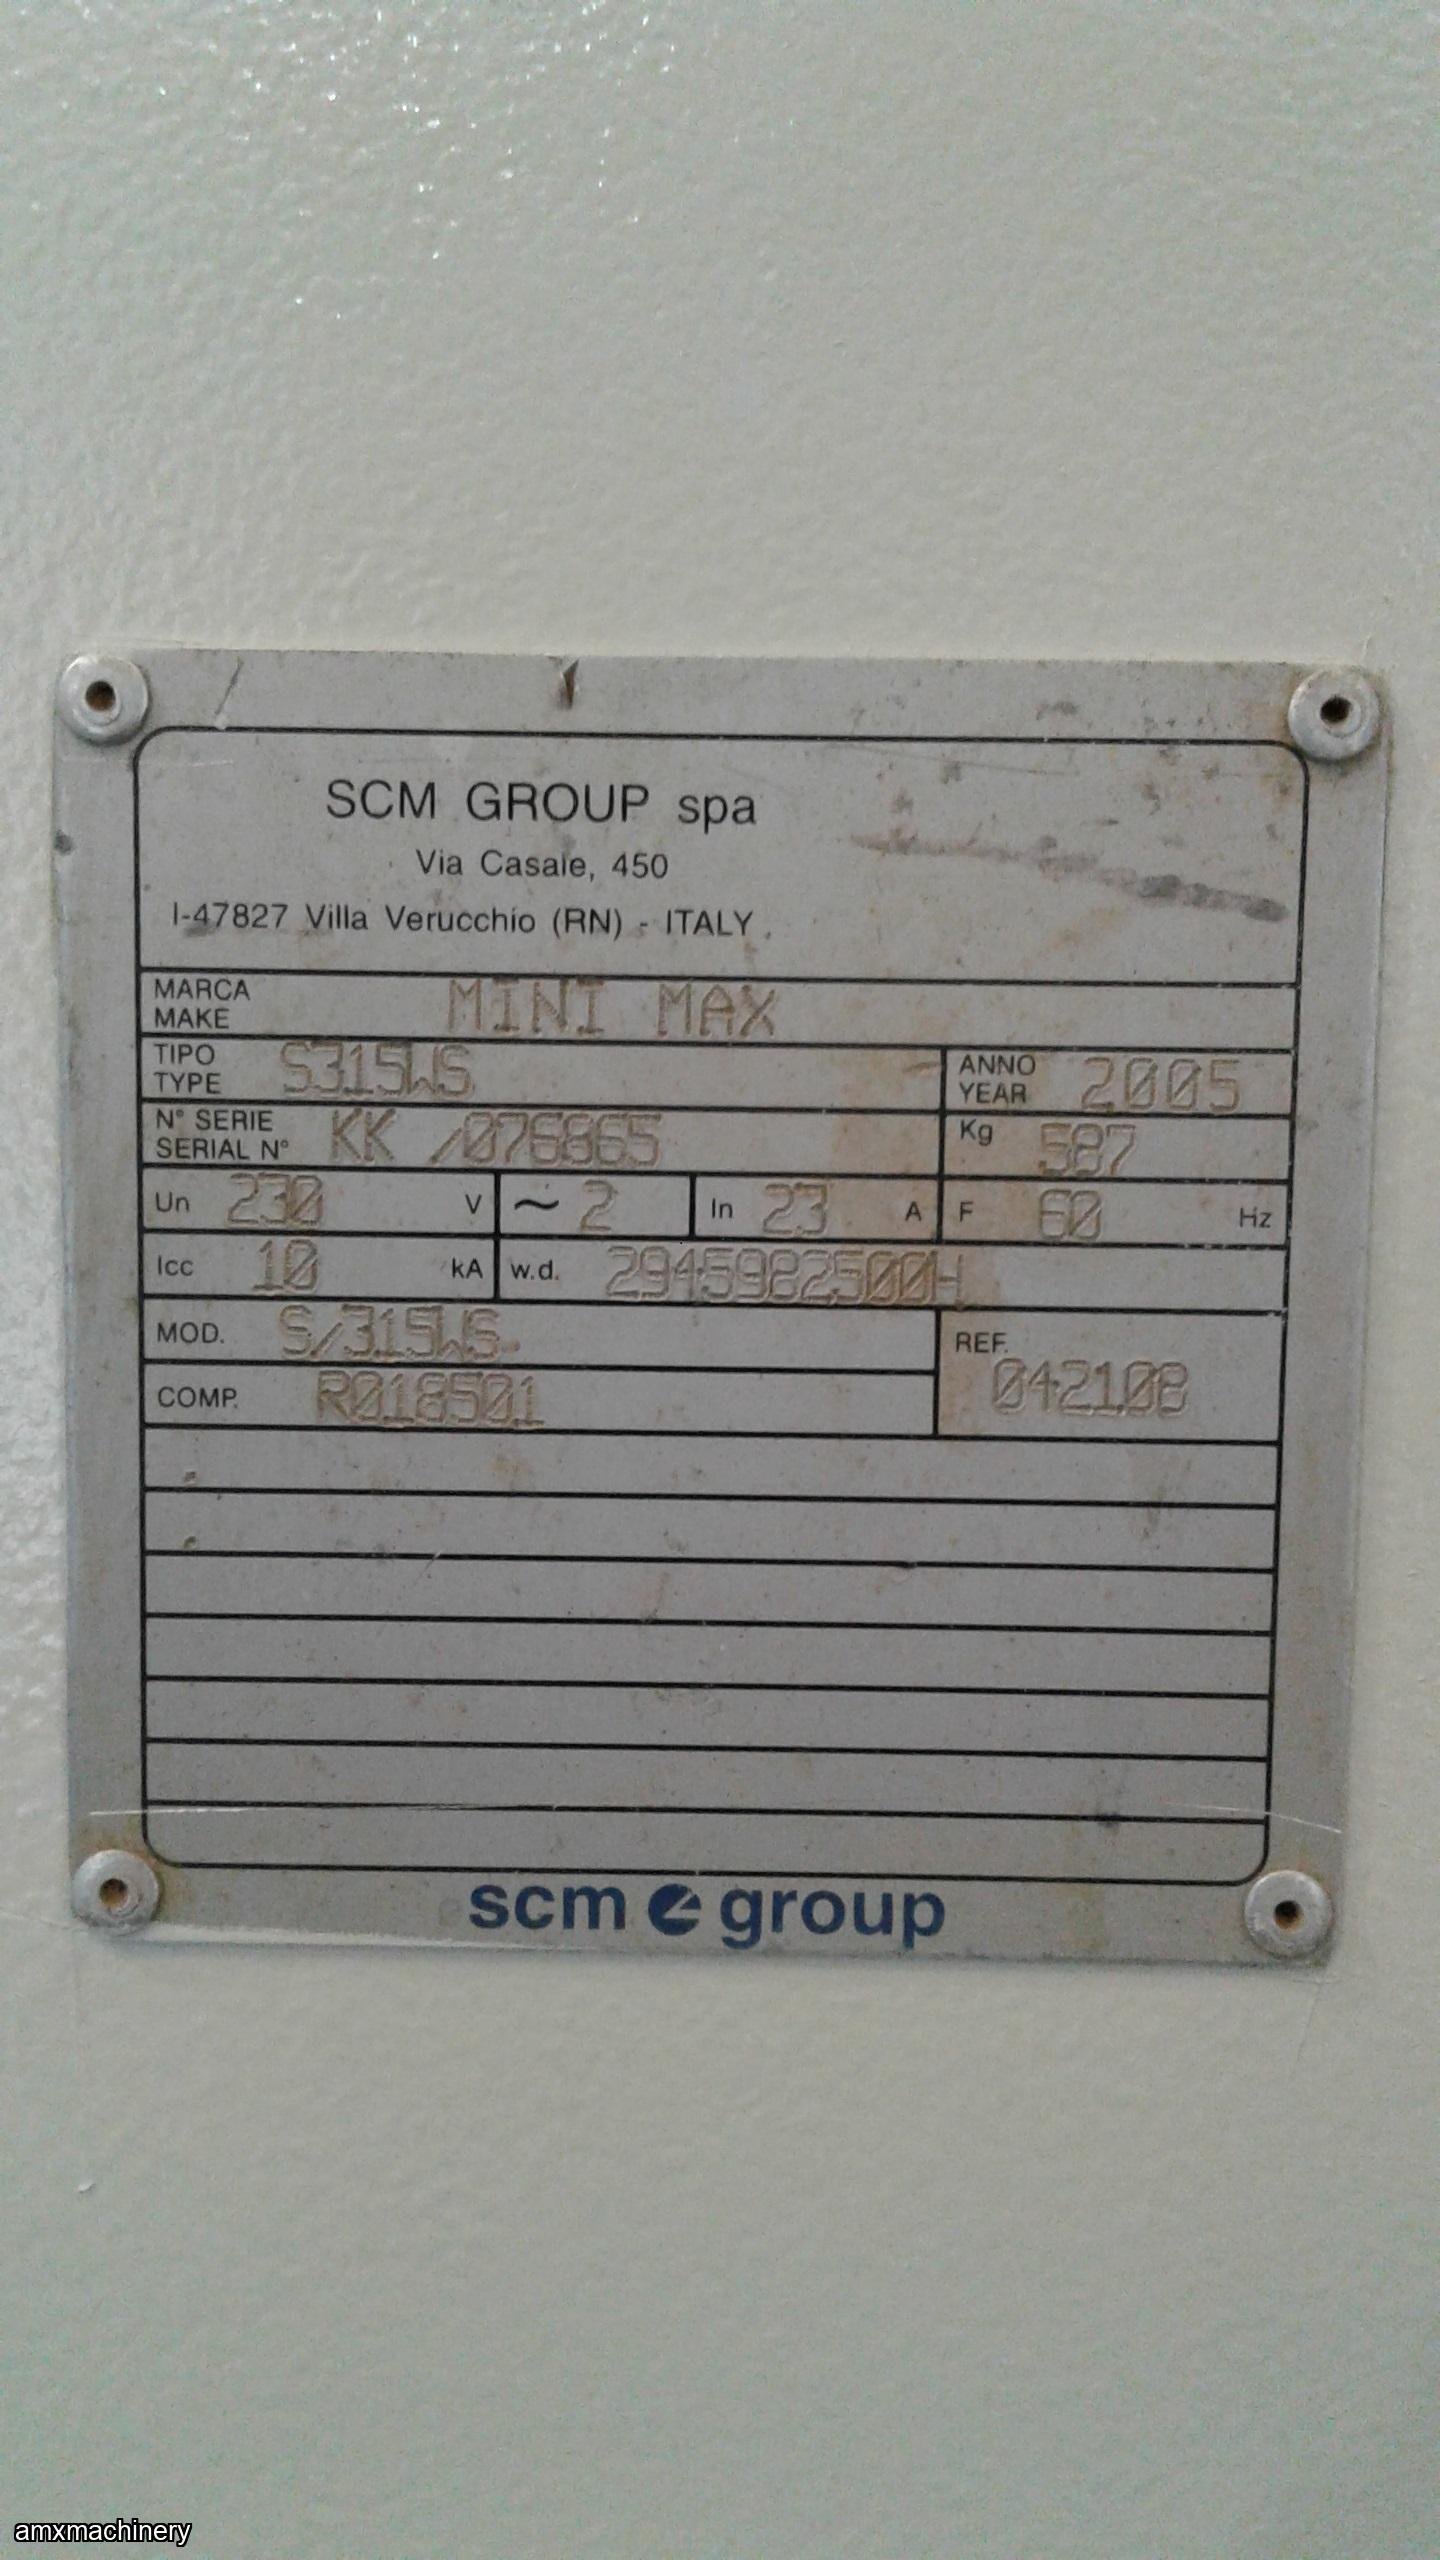 SCM GROUP spa
Via Casale, 450
I-47827 Villa Verucchio (RN) - ITALY
MARCA
MAKE
MINI MAX
TIPO
TYPE
S315WS
ANNO
YEAR
2005
N° SERIE
SERIAL N°
KK /076865
Kg 587
Un 230 V ~ 2 In 23 A F 60 Hz
Icc 10 kA w.d. 2945982500H
MOD. S/315WS
REF. 042108
COMP. R018501
scm group
amxmachinery